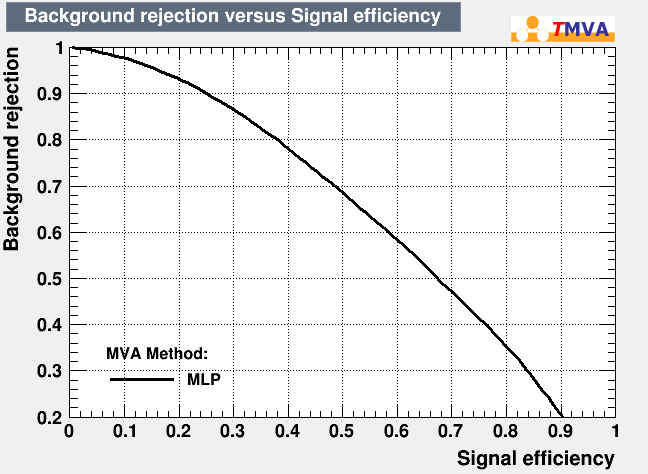 Background rejection versus Signal efficiency
TMVA
Background rejection
1
0.9
0.8
0.7
0.6
0.5
0.4
0.3
0.2
MVA Method:
MLP
0 0.1 0.2 0.3 0.4 0.5 0.6 0.7 0.8 0.9 1
Signal efficiency